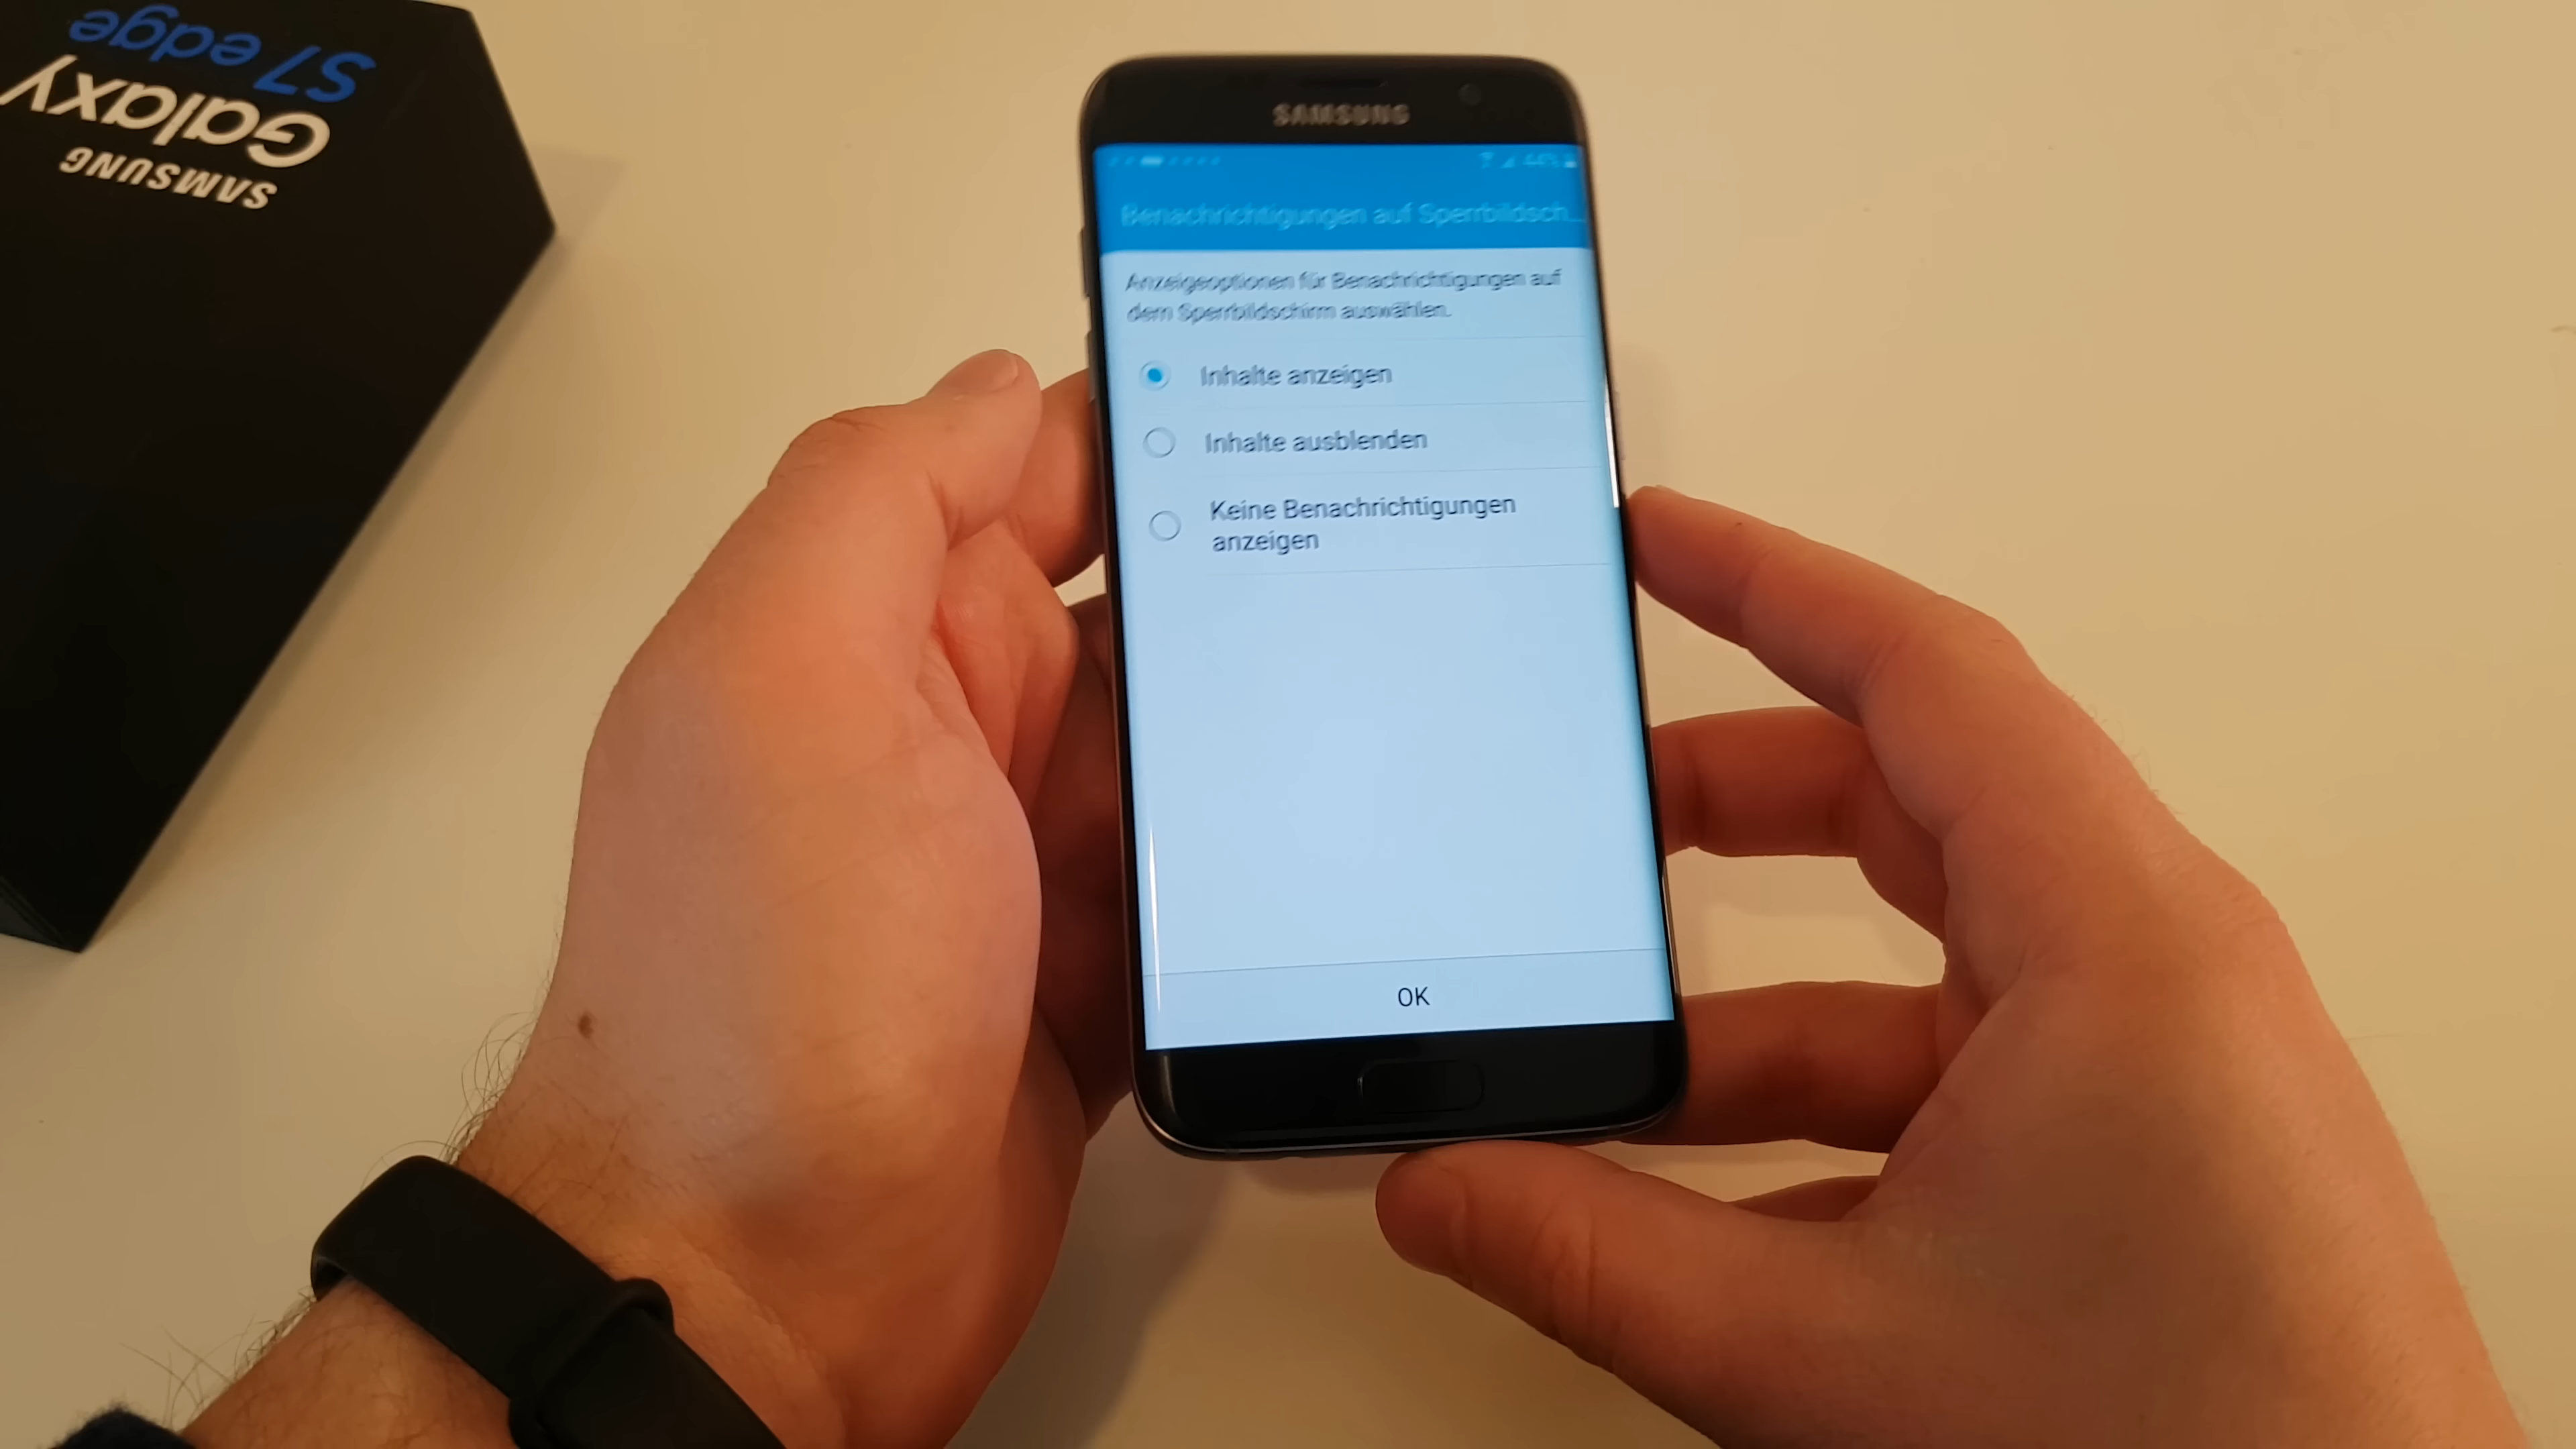 SAMSUNG
Galaxy
S7 edge
SAMSUNG
Benachrichtigungen auf Sperrbildsch...
Anzeigeoptionen für Benachrichtigungen auf
dem Sperrbildschirm auswählen.
Inhalte anzeigen
Inhalte ausblenden
Keine Benachrichtigungen
anzeigen
OK